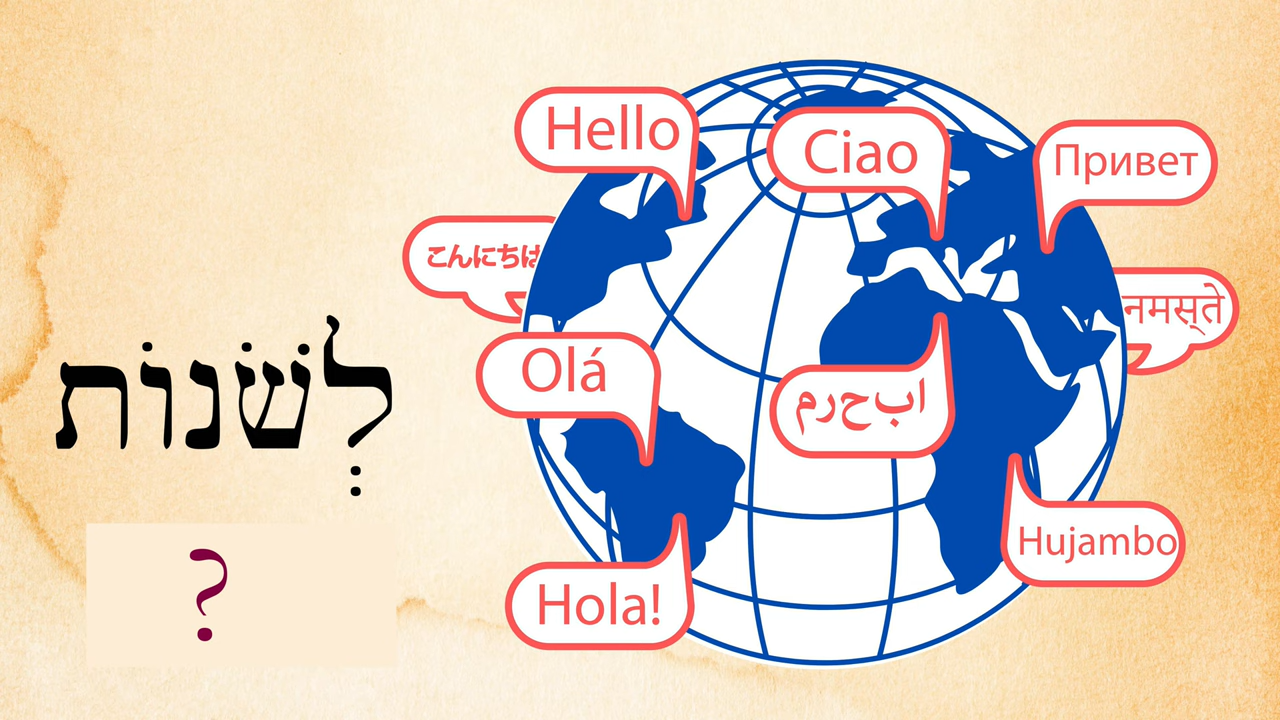 Hello
Ciao
Привет
こんにちは
नमस्‌ते
לְשֹׁנוֹת
Olá
ابحرم
?
Hujambo
Hola!